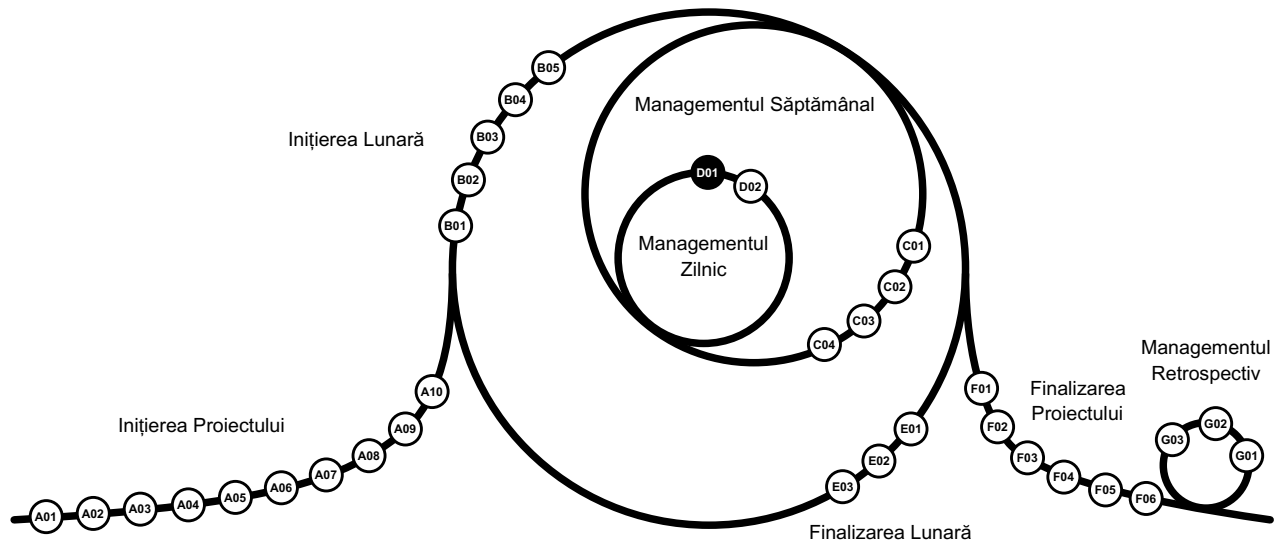 Inițierea Proiectului
A01
A02
A03
A04
A05
A06
A07
A08
A09
A10
Inițierea Lunară
B01
B02
B03
B04
B05
Managementul Săptămânal
C01
C02
C03
C04
Managementul
Zilnic
D01
D02
Finalizarea Lunară
E01
E02
E03
Finalizarea
Proiectului
F01
F02
F03
F04
F05
F06
Managementul
Retrospectiv
G01
G02
G03